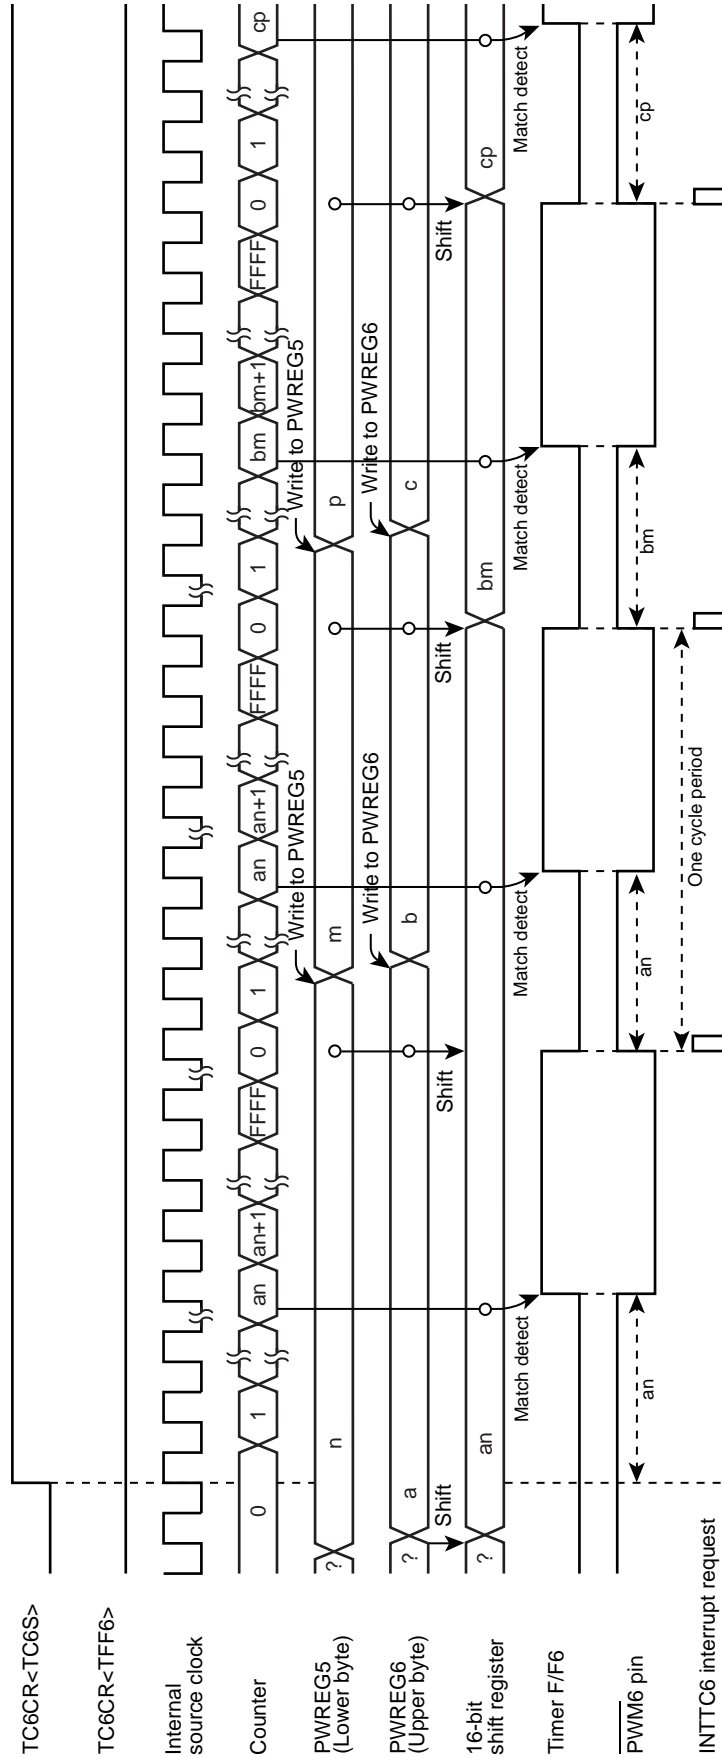 TC6CR<TC6S>
TC6CR<TFF6>
Internal
source clock
Counter
0
1
an
an+1
FFFF
0
1
an
an+1
FFFF
0
1
bm
bm+1
FFFF
0
1
cp
Write to PWREG5
Write to PWREG5
PWREG5
(Lower byte)
?
n
m
p
Write to PWREG6
Write to PWREG6
PWREG6
(Upper byte)
?
a
b
c
Shift
Shift
Shift
Shift
16-bit
shift register
?
an
bm
cp
Match detect
Match detect
Match detect
Match detect
Timer F/F6
PWM6 pin
an
an
bm
cp
One cycle period
INTTC6 interrupt request